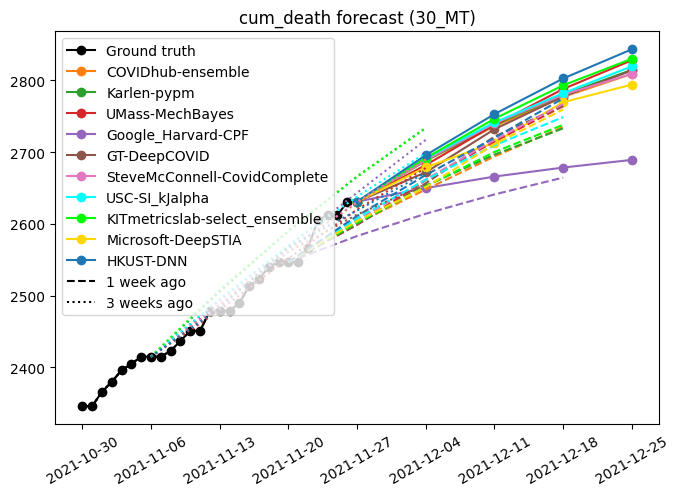 cum_death forecast (30_MT)
Ground truth
COVIDhub-ensemble
Karlen-pypm
UMass-MechBayes
Google_Harvard-CPF
GT-DeepCOVID
SteveMcConnell-CovidComplete
USC-SI_kJalpha
KITmetricslab-select_ensemble
Microsoft-DeepSTIA
HKUST-DNN
1 week ago
3 weeks ago
2800
2700
2600
2500
2400
2021-10-30
2021-11-06
2021-11-13
2021-11-20
2021-11-27
2021-12-04
2021-12-11
2021-12-18
2021-12-25